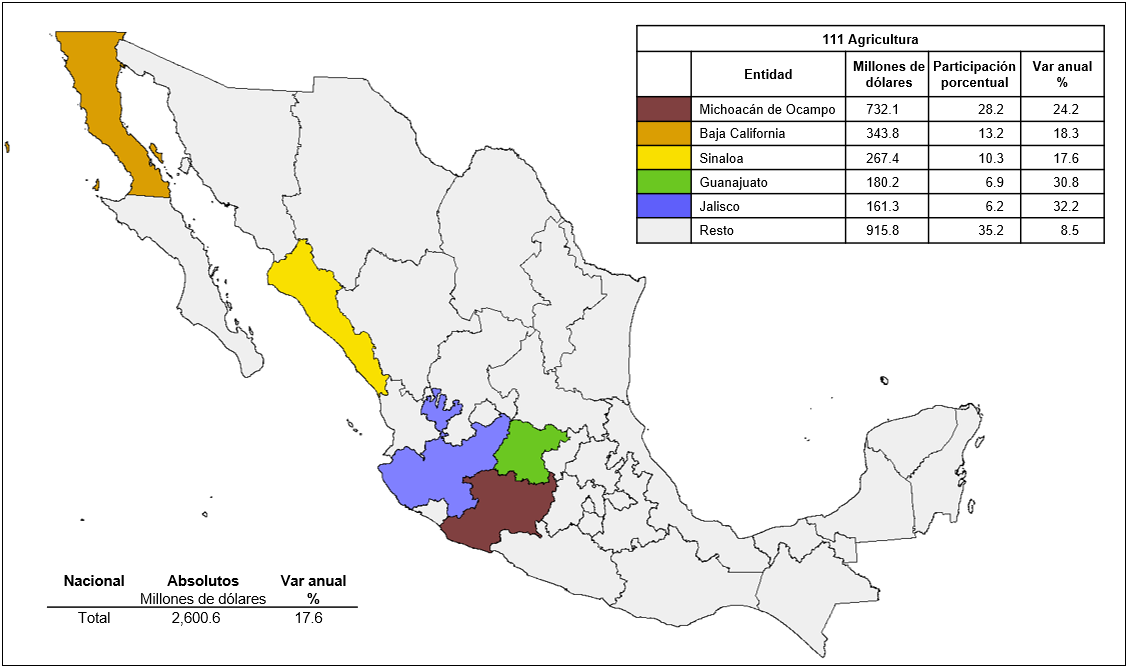 111 Agricultura
Entidad Millones de dólares Participación porcentual Var anual %
Michoacán de Ocampo 732.1 28.2 24.2
Baja California 343.8 13.2 18.3
Sinaloa 267.4 10.3 17.6
Guanajuato 180.2 6.9 30.8
Jalisco 161.3 6.2 32.2
Resto 915.8 35.2 8.5
Nacional Absolutos Var anual
Millones de dólares %
Total 2,600.6 17.6